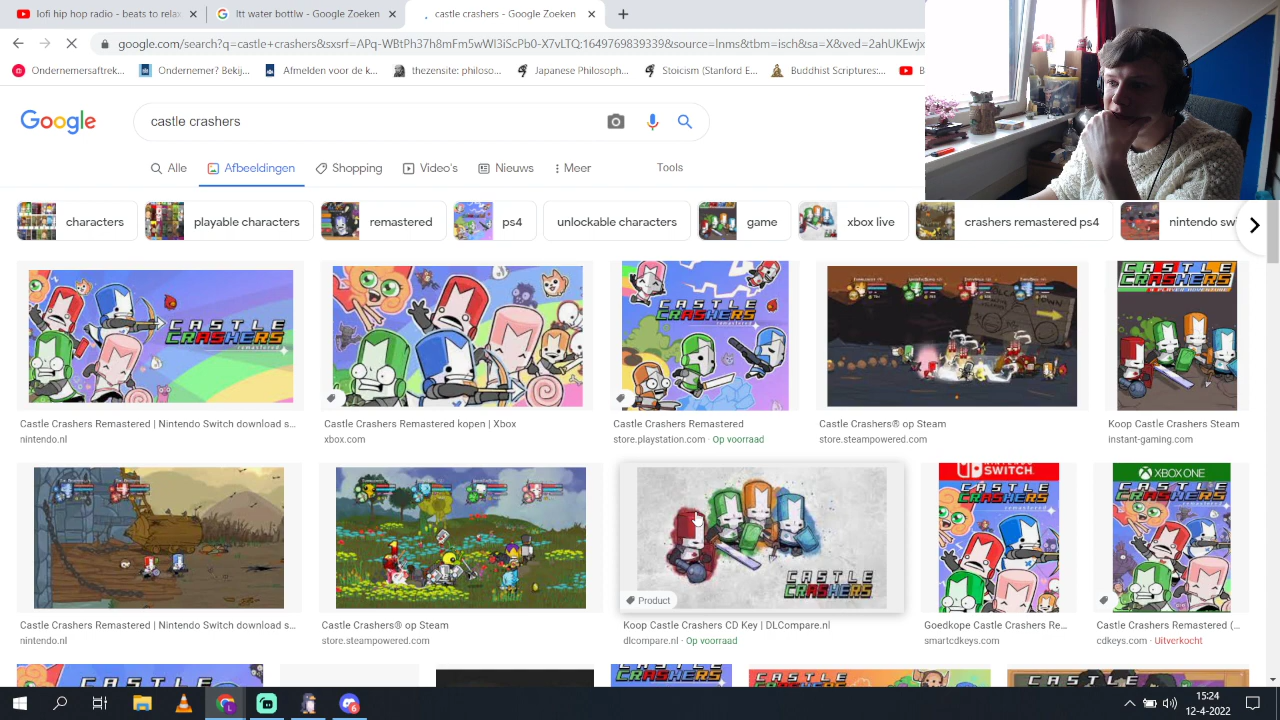 lofi hip hop radio - beats to relax
ltt water bottlw - Google Zoeken
castle crashers - Google Zoeken
google.com/search?q=castle+crashers&sxsrf=APq-WBtPh37hbmFm5wWI3iScPb0-X7vLTQ:1649769839339&source=lnms&tbm=isch&sa=X&ved=2ahUKEwjx
Ondernemersaftrek...
Ondernemer? Bekij...
Afmelden voor de
thezensite: philoso...
Japanese Philosoph...
Stoicism (Stanford E...
Buddhist Scriptures:...
Google
castle crashers
Alle
Afbeeldingen
Shopping
Video's
Nieuws
Meer
Tools
characters
playable characters
remastered
ps4
unlockable characters
game
xbox live
crashers remastered ps4
nintendo sw
Castle Crashers Remastered | Nintendo Switch download s...
nintendo.nl
Castle Crashers Remastered kopen | Xbox
xbox.com
Castle Crashers Remastered
store.playstation.com · Op voorraad
Castle Crashers® op Steam
store.steampowered.com
Koop Castle Crashers Steam
instant-gaming.com
Product
Castle Crashers Remastered | Nintendo Switch download s...
nintendo.nl
Castle Crashers® op Steam
store.steampowered.com
Koop Castle Crashers CD Key | DLCompare.nl
dlcompare.nl · Op voorraad
Goedkope Castle Crashers Re...
smartcdkeys.com
Castle Crashers Remastered (...
cdkeys.com · Uitverkocht
CASTLE CRASHERS remastered
CASTLE CRASHERS remastered
CASTLE CRASHERS
CASTLE CRASHERS
SWITCH
CASTLE CRASHERS remastered
XBOX ONE
CASTLE CRASHERS remastered
15:24
12-4-2022